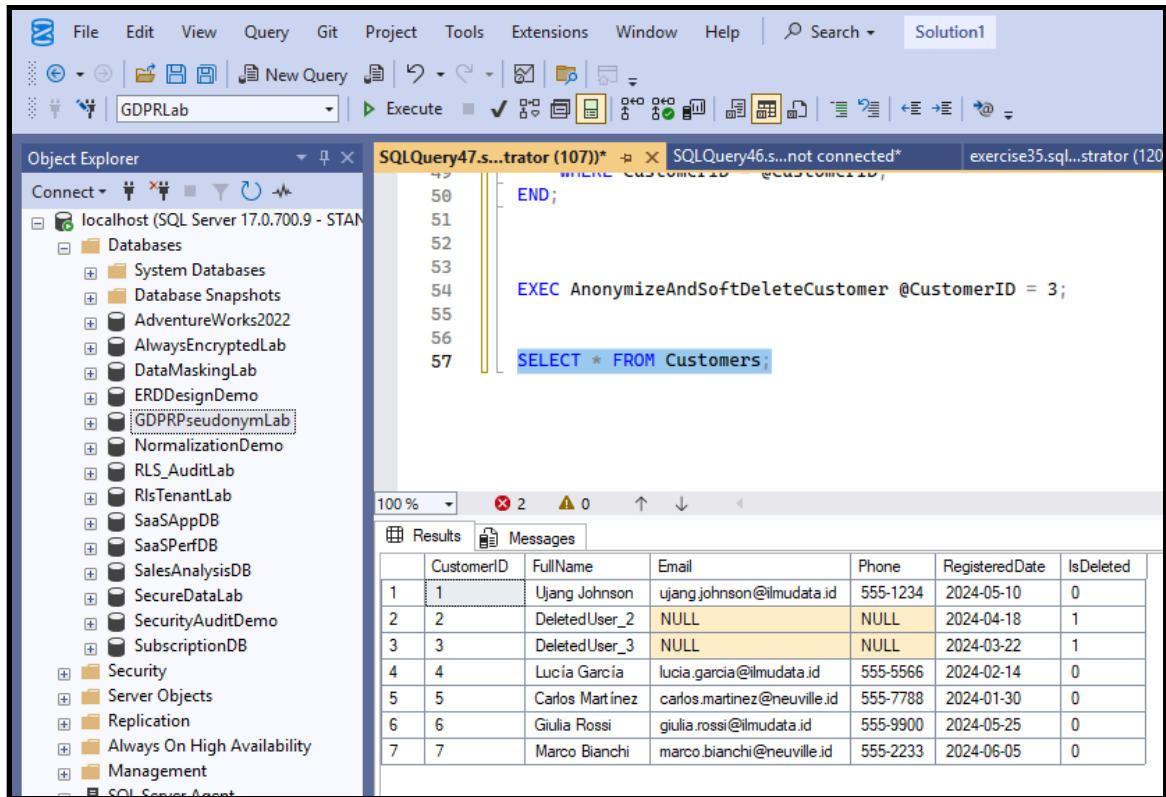 File Edit View Query Git Project Tools Extensions Window Help Search Solution1
New Query
GDPRLab Execute
Object Explorer
SQLQuery47.s...trator (107))* SQLQuery46.s...not connected* exercise35.sql...strator (120
Connect
localhost (SQL Server 17.0.700.9 - STAN
Databases
System Databases
Database Snapshots
AdventureWorks2022
AlwaysEncryptedLab
DataMaskingLab
ERDDesignDemo
GDPRPseudonymLab
NormalizationDemo
RLS_AuditLab
RlsTenantLab
SaaSAppDB
SaaSPerfDB
SalesAnalysisDB
SecureDataLab
SecurityAuditDemo
SubscriptionDB
Security
Server Objects
Replication
Always On High Availability
Management
SQL Server Agent
49 WHERE CustomerID = @CustomerID;
50 END;
51
52
53
54 EXEC AnonymizeAndSoftDeleteCustomer @CustomerID = 3;
55
56
57 SELECT * FROM Customers;
100 % 2 0
Results Messages
CustomerID FullName Email Phone RegisteredDate IsDeleted
1 1 Ujang Johnson ujang.johnson@ilmudata.id 555-1234 2024-05-10 0
2 2 DeletedUser_2 NULL NULL 2024-04-18 1
3 3 DeletedUser_3 NULL NULL 2024-03-22 1
4 4 Lucía García lucia.garcia@ilmudata.id 555-5566 2024-02-14 0
5 5 Carlos Martínez carlos.martinez@neuville.id 555-7788 2024-01-30 0
6 6 Giulia Rossi giulia.rossi@ilmudata.id 555-9900 2024-05-25 0
7 7 Marco Bianchi marco.bianchi@neuville.id 555-2233 2024-06-05 0